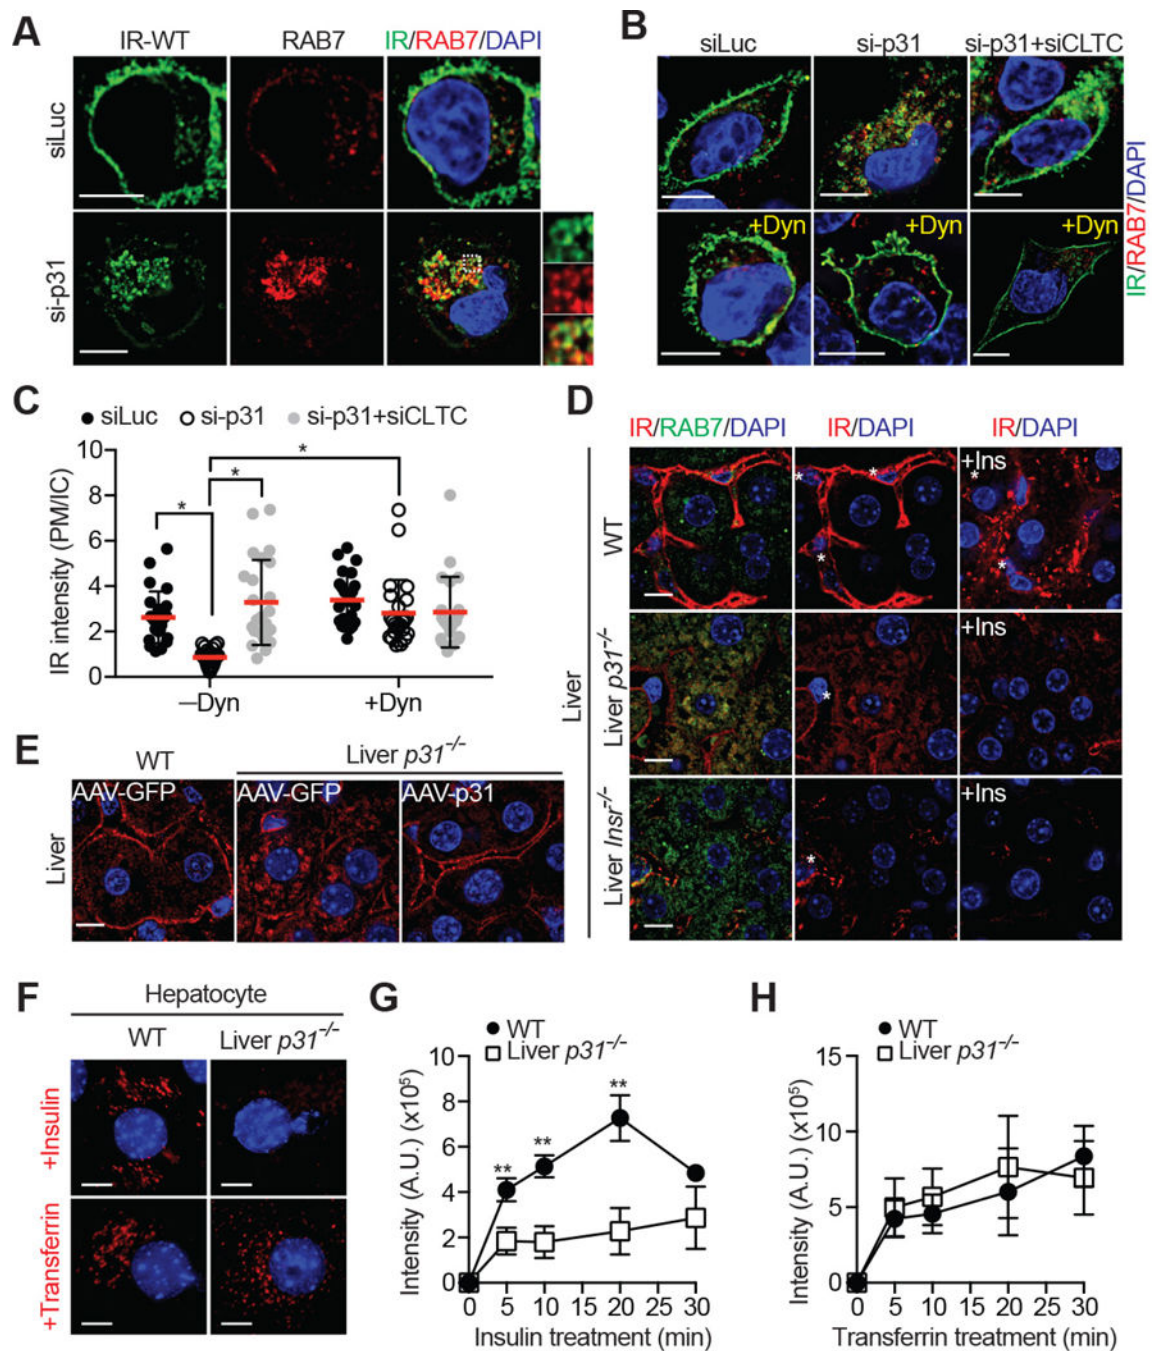 A
IR-WT RAB7 IR/RAB7/DAPI
siLuc
si-p31
B
siLuc si-p31 si-p31+siCLTC
+Dyn +Dyn +Dyn
IR/RAB7/DAPI
C
siLuc si-p31 si-p31+siCLTC
IR intensity (PM/IC)
10
8
6
4
2
0
* * *
–Dyn +Dyn
D
IR/RAB7/DAPI IR/DAPI IR/DAPI
Liver
WT
* * * +Ins * *
Liver p31-/-
* +Ins
Liver Insr-/-
* +Ins
E
WT Liver p31-/-
Liver
AAV-GFP AAV-GFP AAV-p31
F
Hepatocyte
WT Liver p31-/-
+Insulin
+Transferrin
G
WT
Liver p31-/-
Intensity (A.U.) (x10⁵)
10
8
6
4
2
0
** ** **
0 5 10 15 20 25 30
Insulin treatment (min)
H
WT
Liver p31-/-
Intensity (A.U.) (x10⁵)
15
10
5
0
0 5 10 15 20 25 30
Transferrin treatment (min)